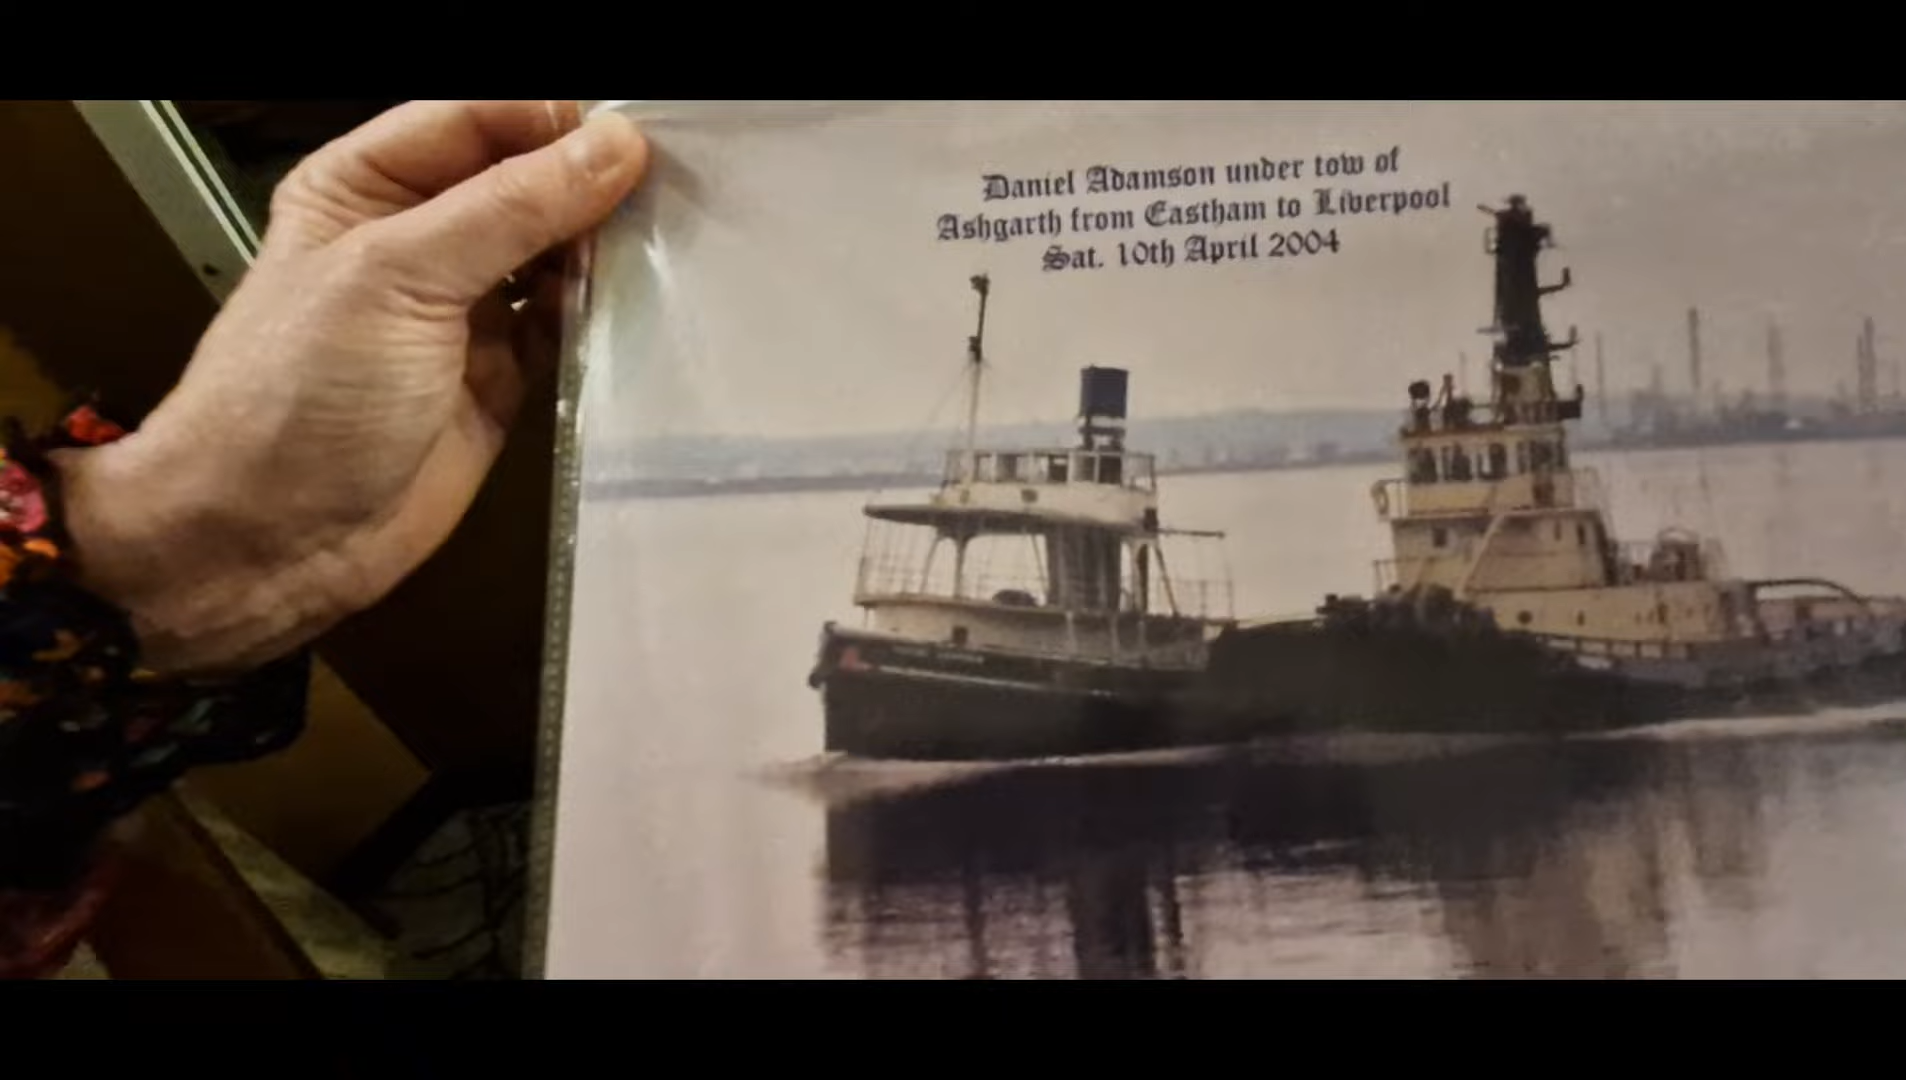 Daniel Adamson under tow of
Ashgarth from Eastham to Liverpool
Sat. 10th April 2004